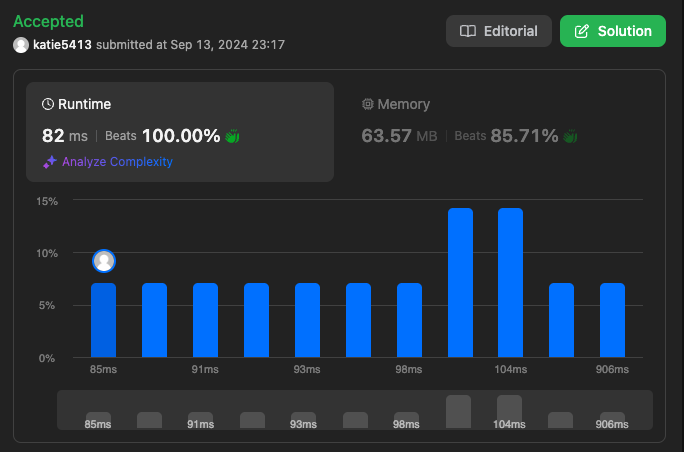 Accepted
katie5413 submitted at Sep 13, 2024 23:17
Editorial
Solution
Runtime
82 ms | Beats 100.00%
Analyze Complexity
Memory
63.57 MB | Beats 85.71%
15%
10%
5%
0%
85ms 91ms 93ms 98ms 104ms 906ms
85ms 91ms 93ms 98ms 104ms 906ms